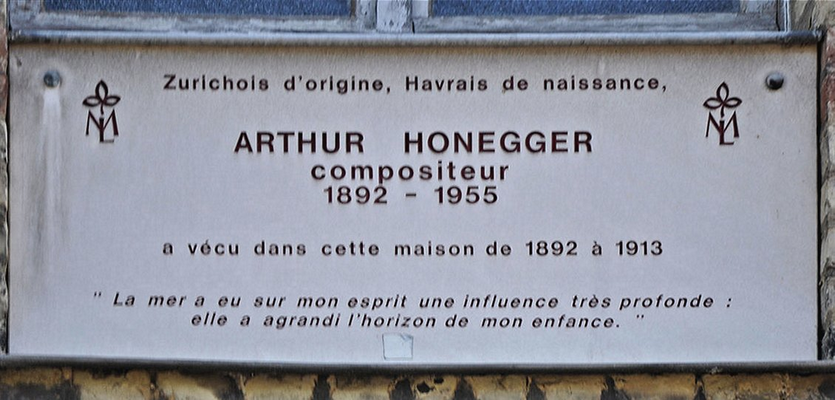 Zurichois d'origine, Havrais de naissance,
ARTHUR HONEGGER
compositeur
1892 - 1955
a vécu dans cette maison de 1892 à 1913
" La mer a eu sur mon esprit une influence très profonde :
elle a agrandi l'horizon de mon enfance. "